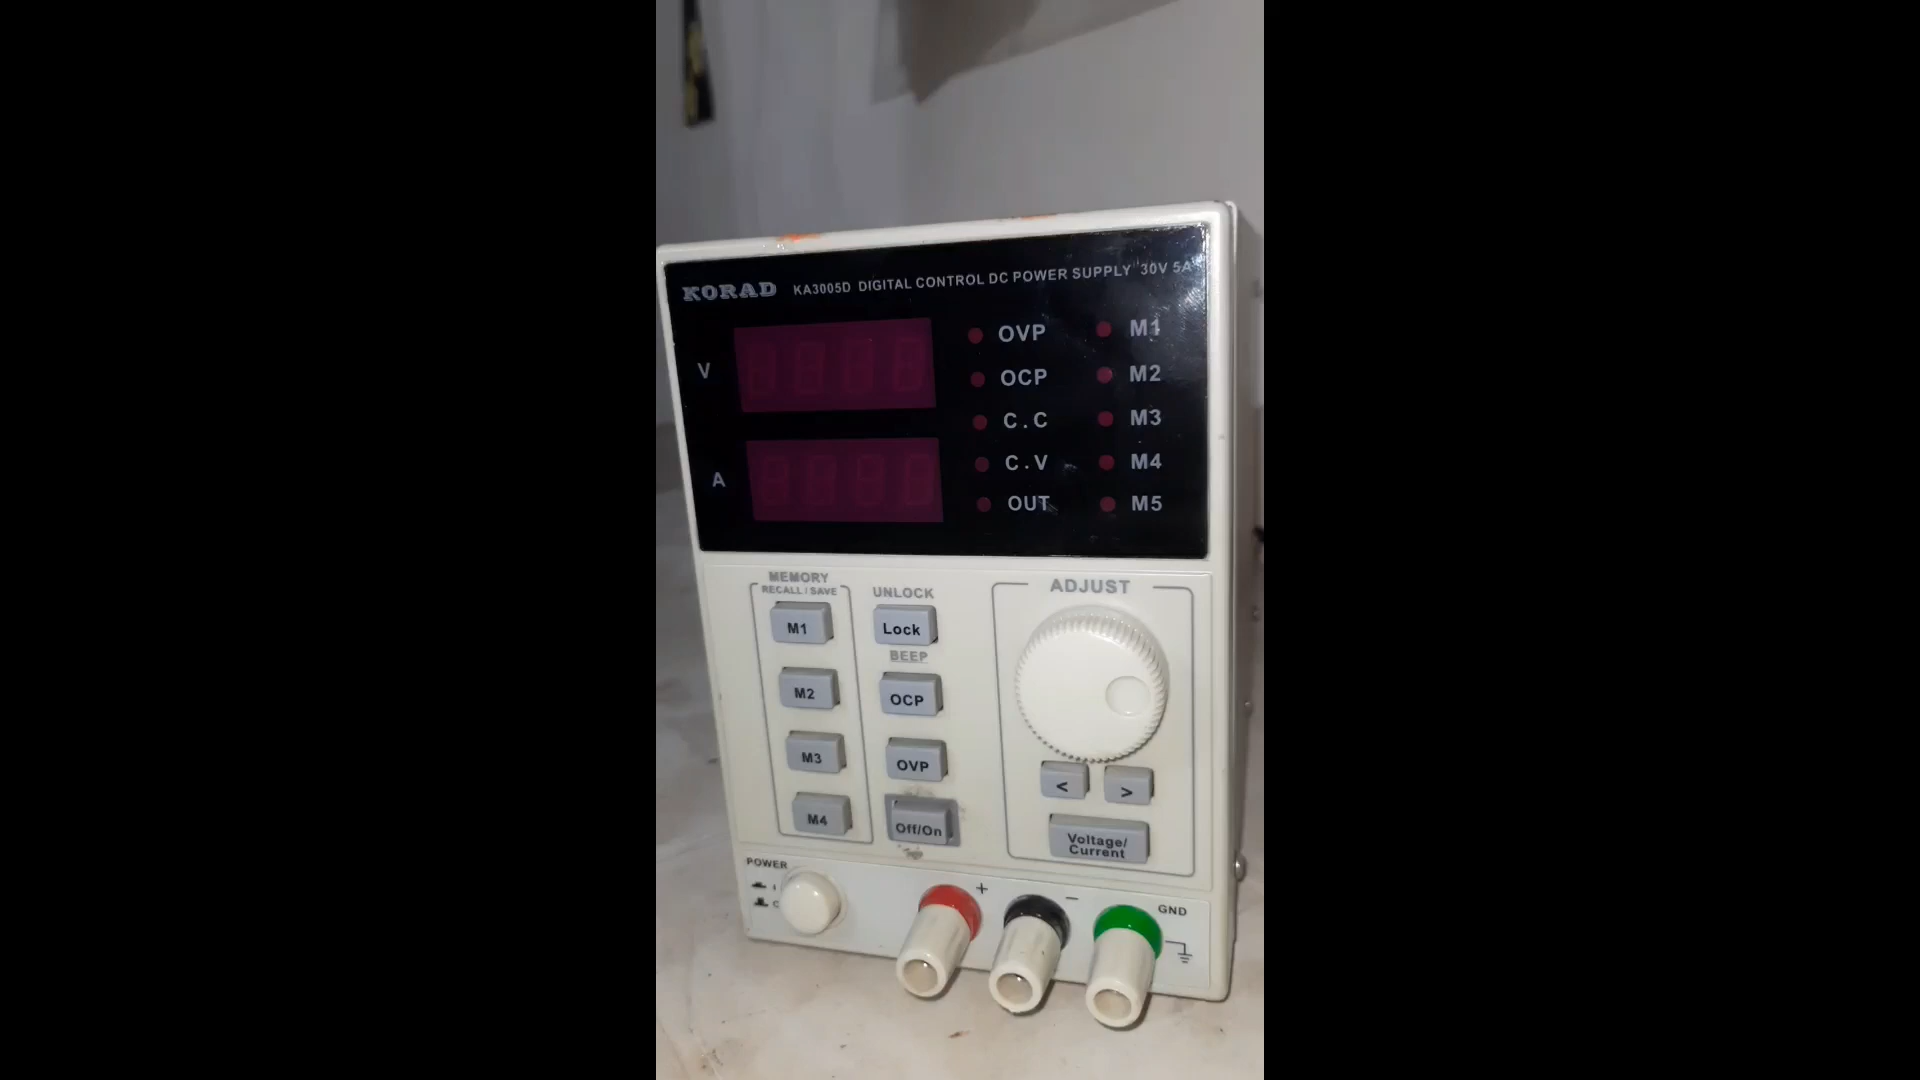 KORAD KA3005D DIGITAL CONTROL DC POWER SUPPLY 30V 5A
V
A
OVP
OCP
C.C
C.V
OUT
M1
M2
M3
M4
M5
MEMORY
RECALL / SAVE
M1
M2
M3
M4
UNLOCK
Lock
BEEP
OCP
OVP
Off/On
ADJUST
<
>
Voltage/
Current
POWER
+
−
GND